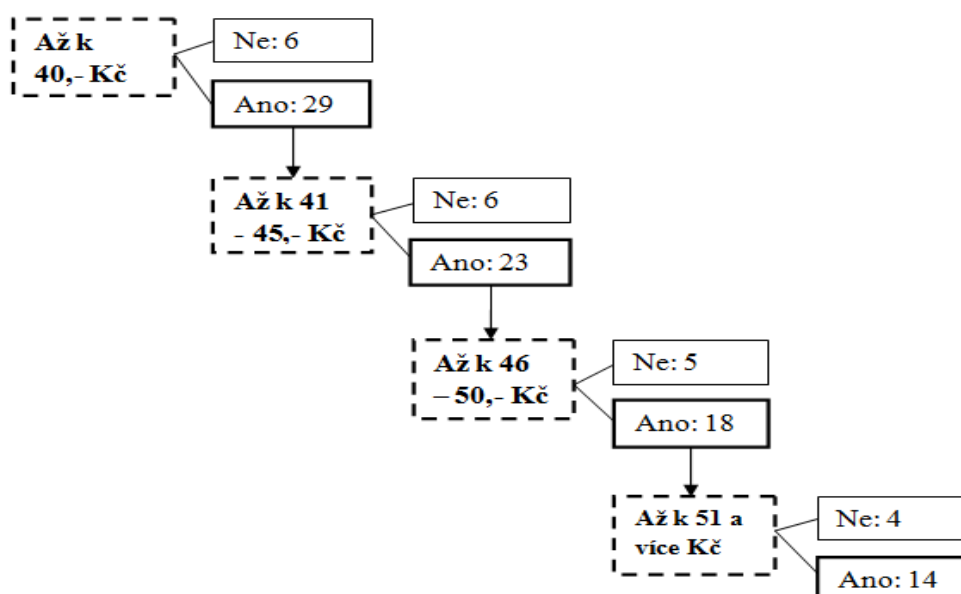 Až k
40,- Kč
Ne: 6
Ano: 29
Až k 41
- 45,- Kč
Ne: 6
Ano: 23
Až k 46
– 50,- Kč
Ne: 5
Ano: 18
Až k 51 a
více Kč
Ne: 4
Ano: 14